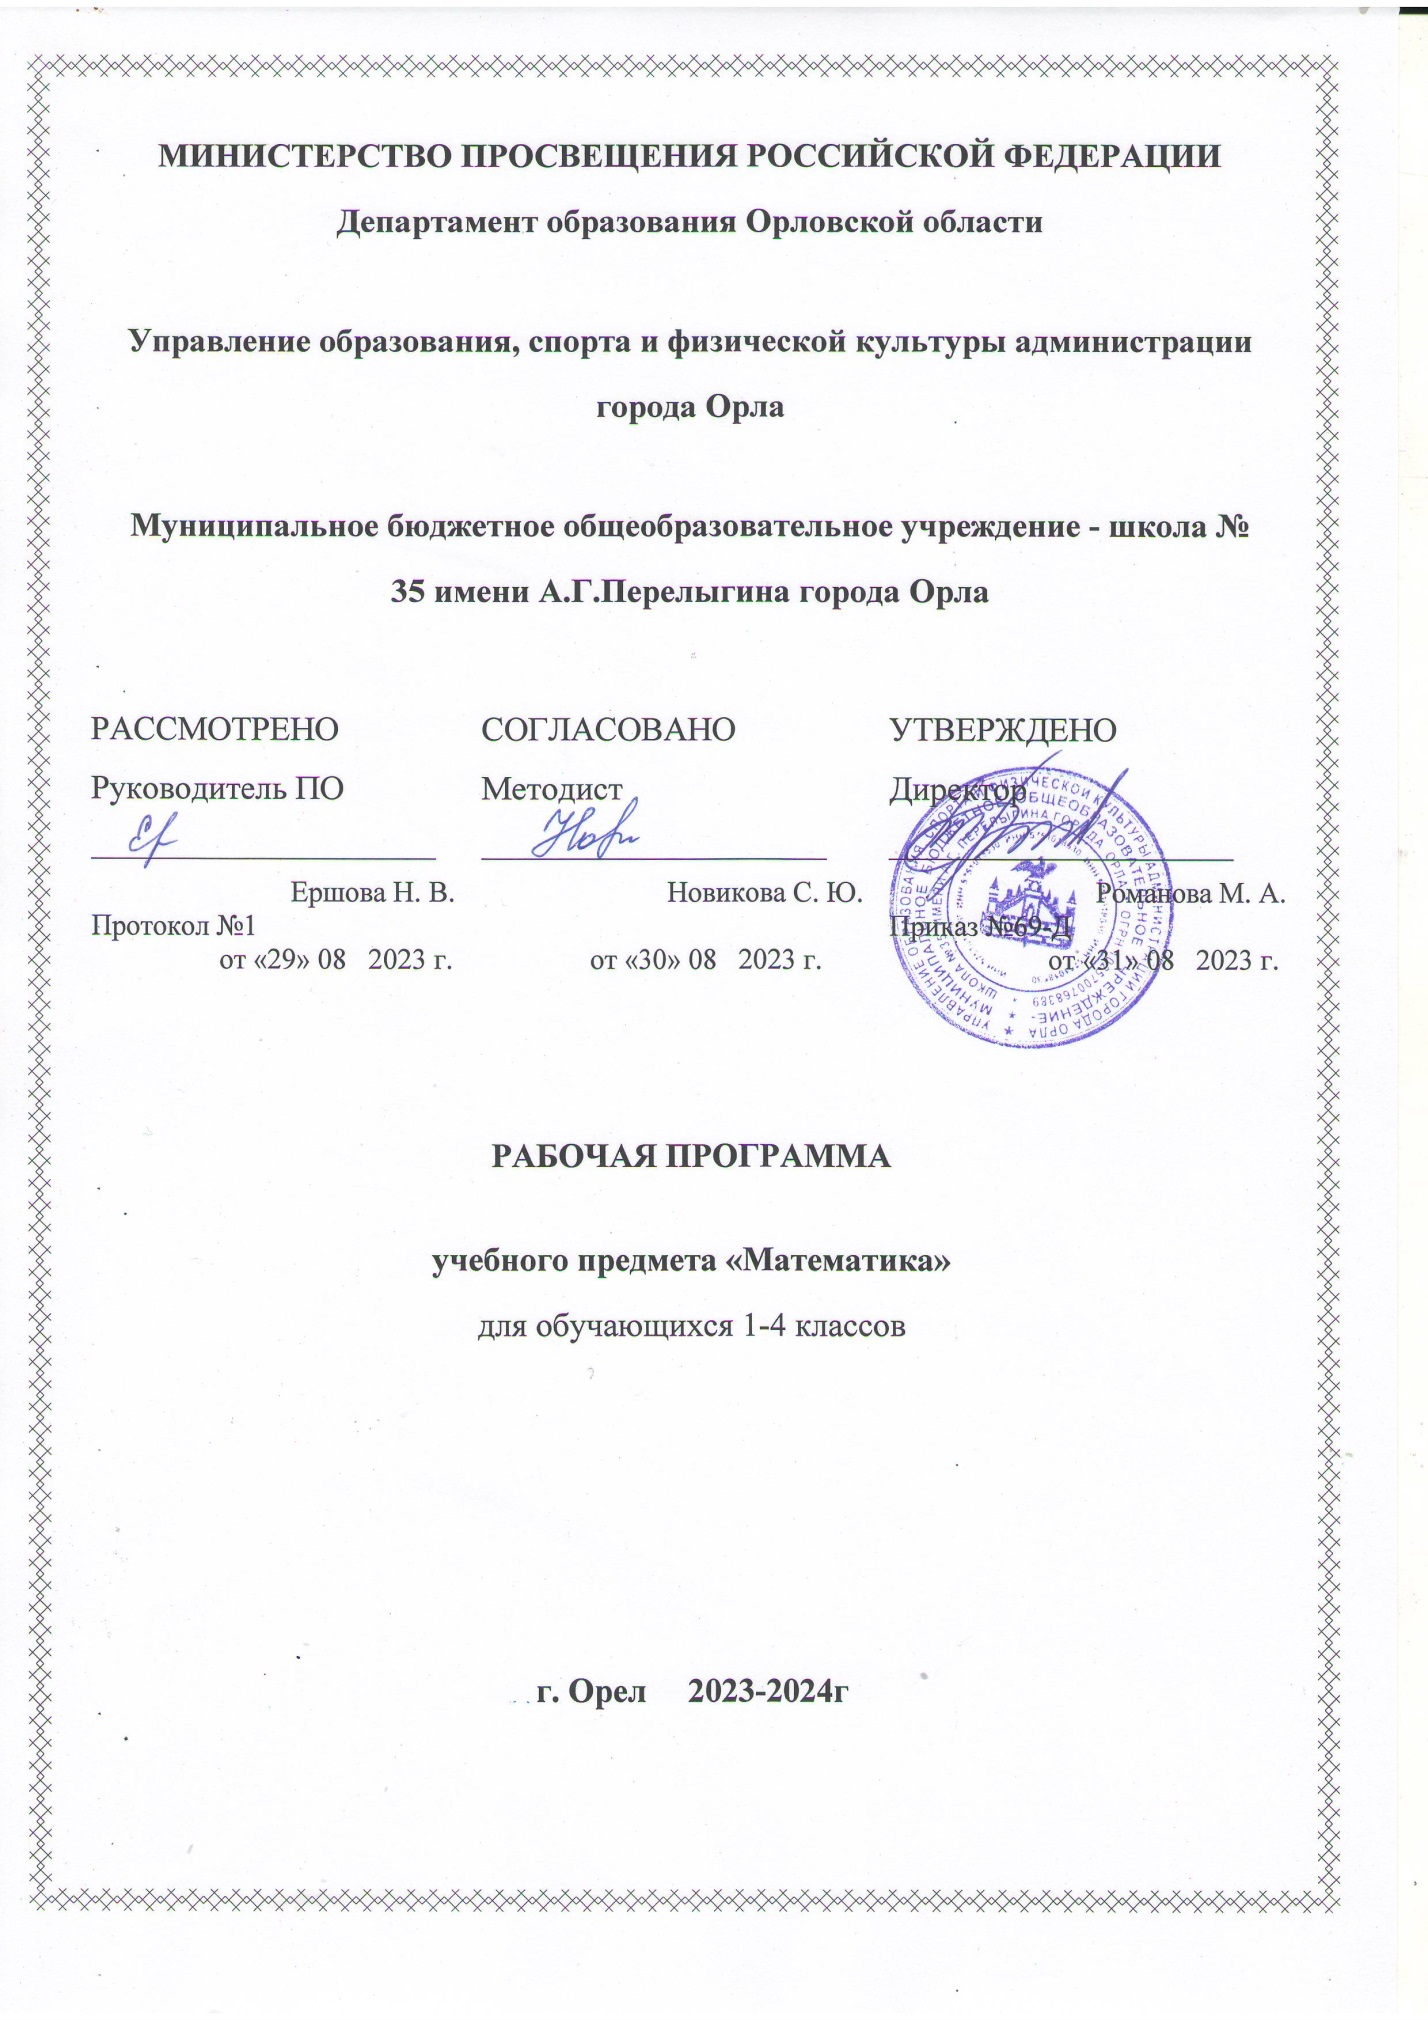 МИНИСТЕРСТВО ПРОСВЕЩЕНИЯ РОССИЙСКОЙ ФЕДЕРАЦИИ
Департамент образования Орловской области
Управление образования, спорта и физической культуры администрации
города Орла
Муниципальное бюджетное общеобразовательное учреждение - школа №
35 имени А.Г.Перелыгина города Орла
РАССМОТРЕНО
Руководитель ПО
Ершова Н. В.
Протокол №1
от «29» 08 2023 г.
СОГЛАСОВАНО
Методист
Новикова С. Ю.
от «30» 08 2023 г.
УТВЕРЖДЕНО
Директор
Романова М. А.
Приказ №69-Д
от «31» 08 2023 г.
РАБОЧАЯ ПРОГРАММА
учебного предмета «Математика»
для обучающихся 1-4 классов
г. Орел 2023-2024г